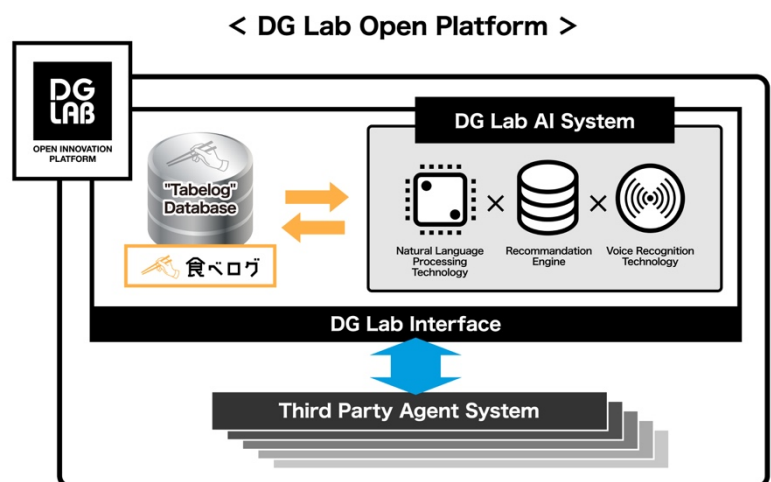 < DG Lab Open Platform >
DG
LAB
OPEN INNOVATION
PLATFORM
DG Lab AI System
"Tabelog"
Database
食べログ
Natural Language
Processing
Technology
×
Recommandation
Engine
×
Voice Recognition
Technology
DG Lab Interface
Third Party Agent System